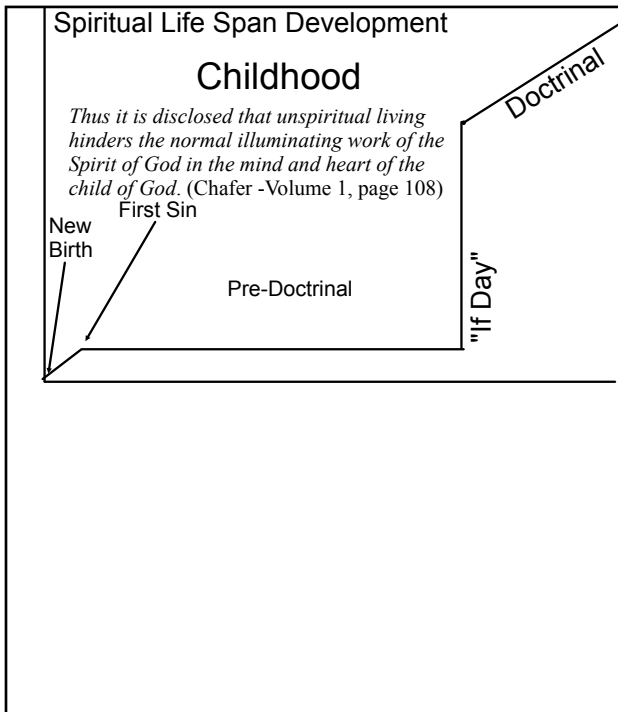 Spiritual Life Span Development
Childhood
Doctrinal
Thus it is disclosed that unspiritual living
hinders the normal illuminating work of the
Spirit of God in the mind and heart of the
child of God. (Chafer -Volume 1, page 108)
First Sin
New
Birth
Pre-Doctrinal
"If Day"